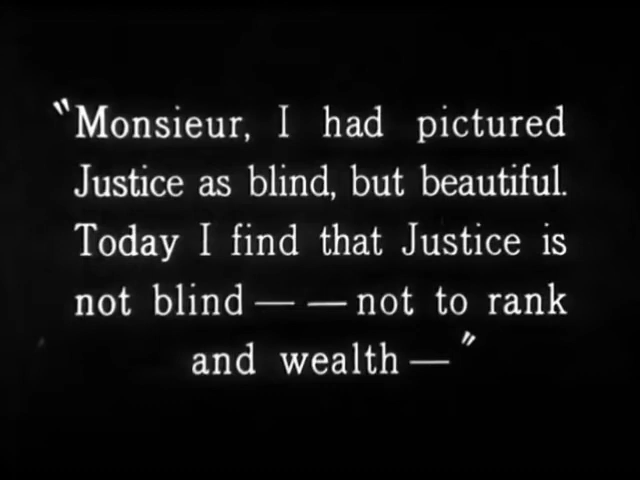 "Monsieur, I had pictured
Justice as blind, but beautiful.
Today I find that Justice is
not blind — — not to rank
and wealth —"